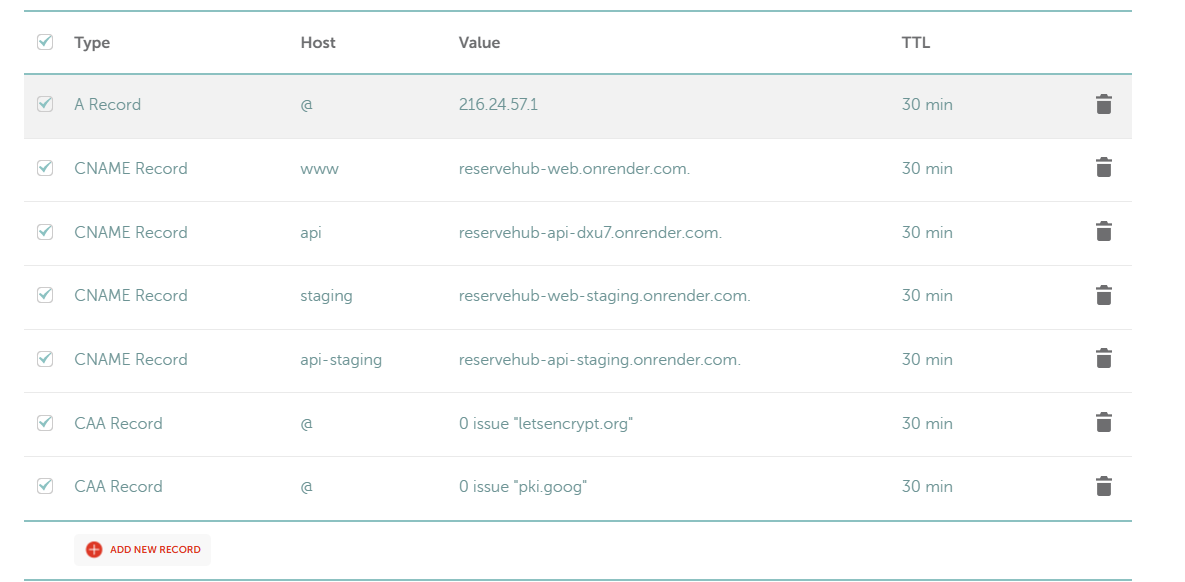 Type Host Value TTL
A Record @ 216.24.57.1 30 min
CNAME Record www reservehub-web.onrender.com. 30 min
CNAME Record api reservehub-api-dxu7.onrender.com. 30 min
CNAME Record staging reservehub-web-staging.onrender.com. 30 min
CNAME Record api-staging reservehub-api-staging.onrender.com. 30 min
CAA Record @ 0 issue "letsencrypt.org" 30 min
CAA Record @ 0 issue "pki.goog" 30 min
ADD NEW RECORD